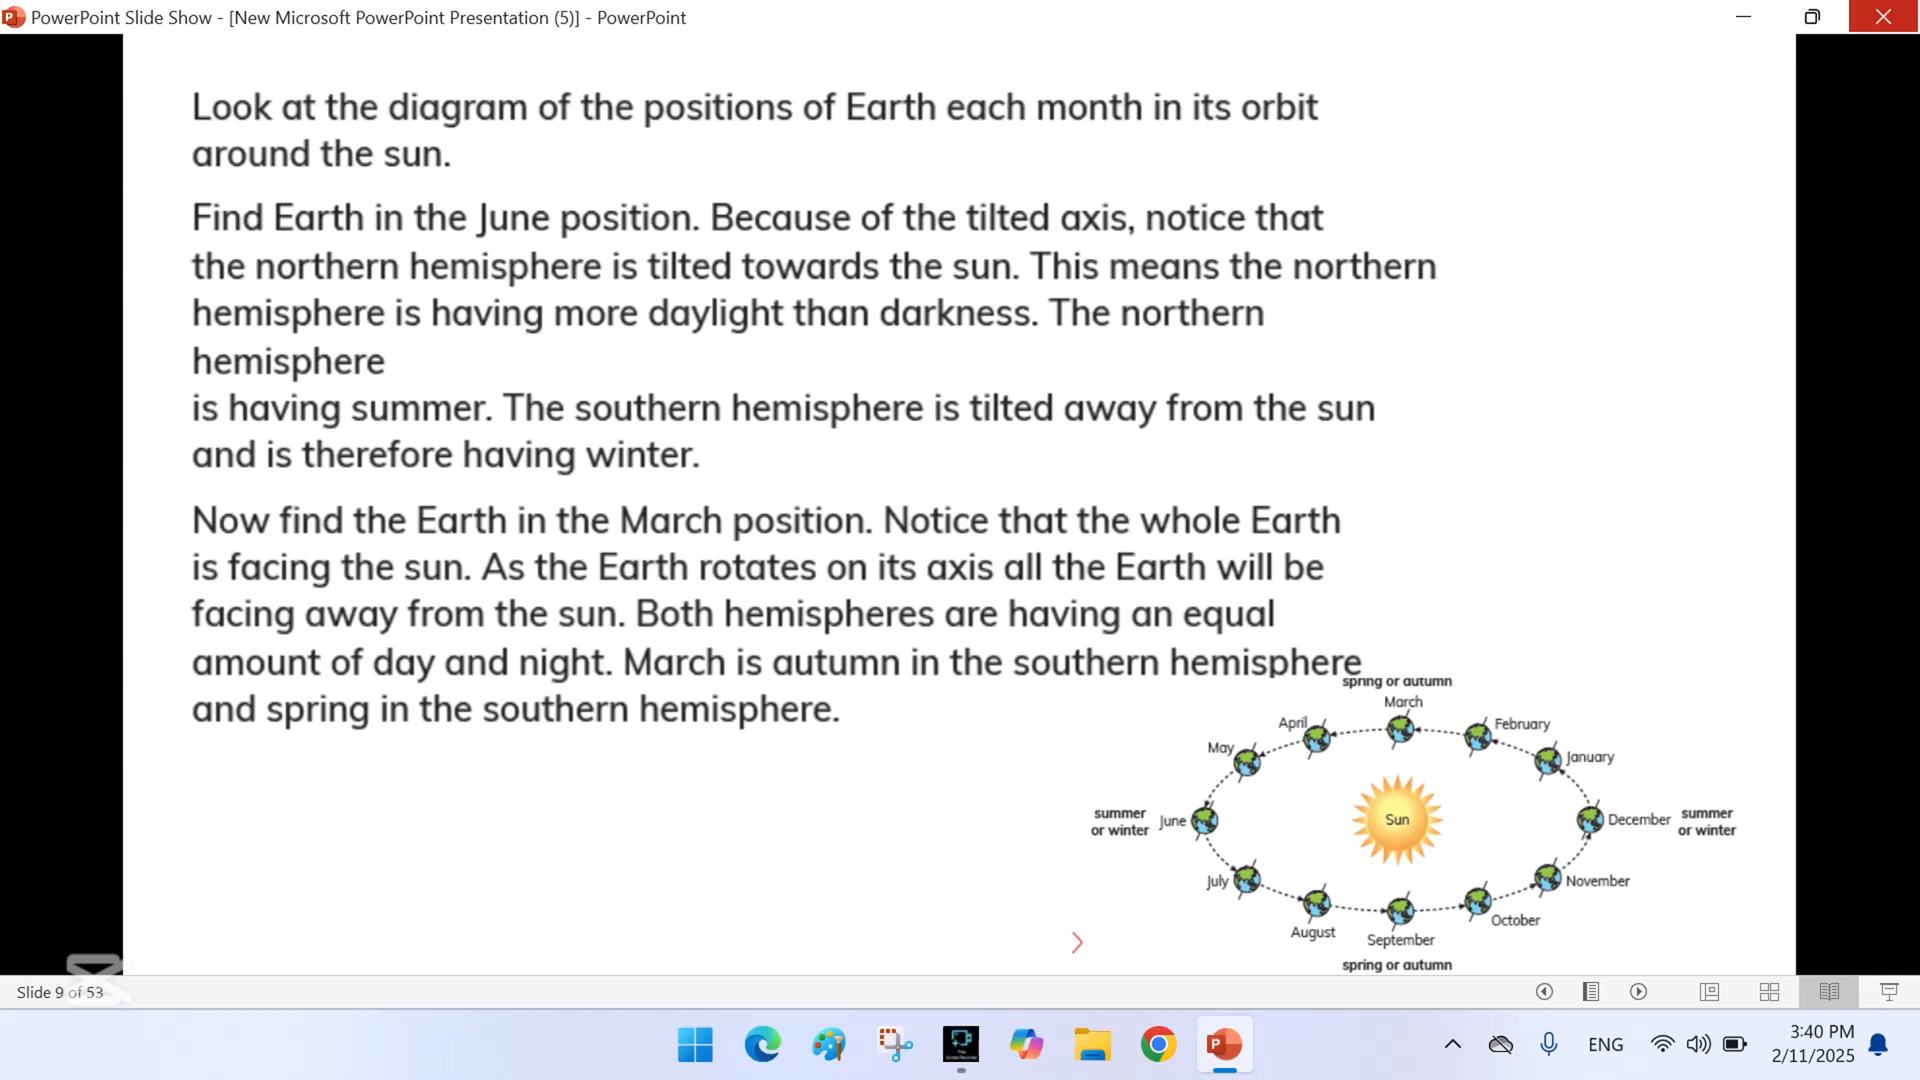 PowerPoint Slide Show - [New Microsoft PowerPoint Presentation (5)] - PowerPoint
Look at the diagram of the positions of Earth each month in its orbit
around the sun.
Find Earth in the June position. Because of the tilted axis, notice that
the northern hemisphere is tilted towards the sun. This means the northern
hemisphere is having more daylight than darkness. The northern
hemisphere
is having summer. The southern hemisphere is tilted away from the sun
and is therefore having winter.
Now find the Earth in the March position. Notice that the whole Earth
is facing the sun. As the Earth rotates on its axis all the Earth will be
facing away from the sun. Both hemispheres are having an equal
amount of day and night. March is autumn in the southern hemisphere
and spring in the southern hemisphere.
spring or autumn
March
April
February
May
January
summer
or winter
June
Sun
December
summer
or winter
July
November
August
October
September
spring or autumn
Slide 9 of 53
ENG
3:40 PM
2/11/2025